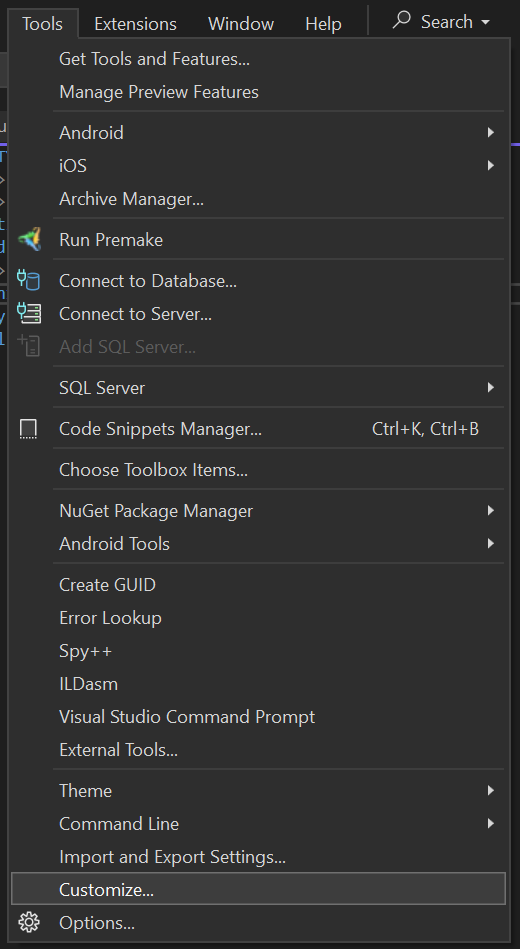 Tools Extensions Window Help Search
Get Tools and Features...
Manage Preview Features
Android
iOS
Archive Manager...
Run Premake
Connect to Database...
Connect to Server...
Add SQL Server...
SQL Server
Code Snippets Manager... Ctrl+K, Ctrl+B
Choose Toolbox Items...
NuGet Package Manager
Android Tools
Create GUID
Error Lookup
Spy++
ILDasm
Visual Studio Command Prompt
External Tools...
Theme
Command Line
Import and Export Settings...
Customize...
Options...